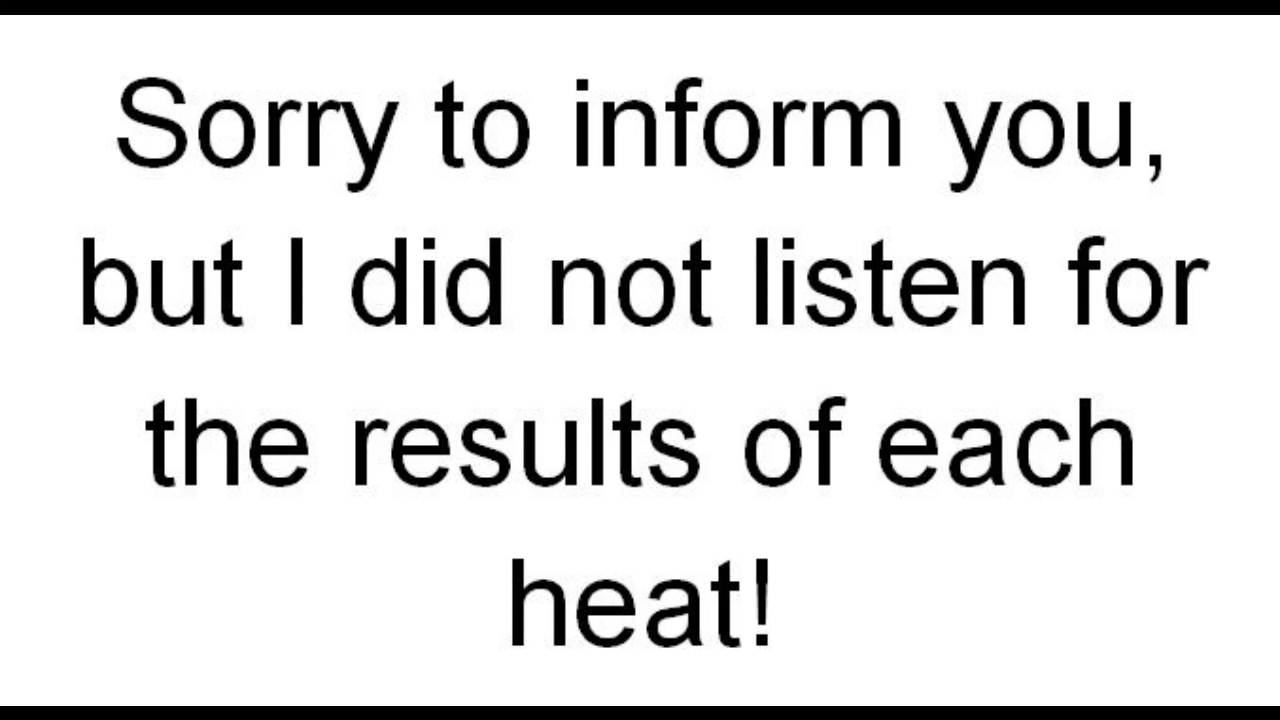 Sorry to inform you,
but I did not listen for
the results of each
heat!